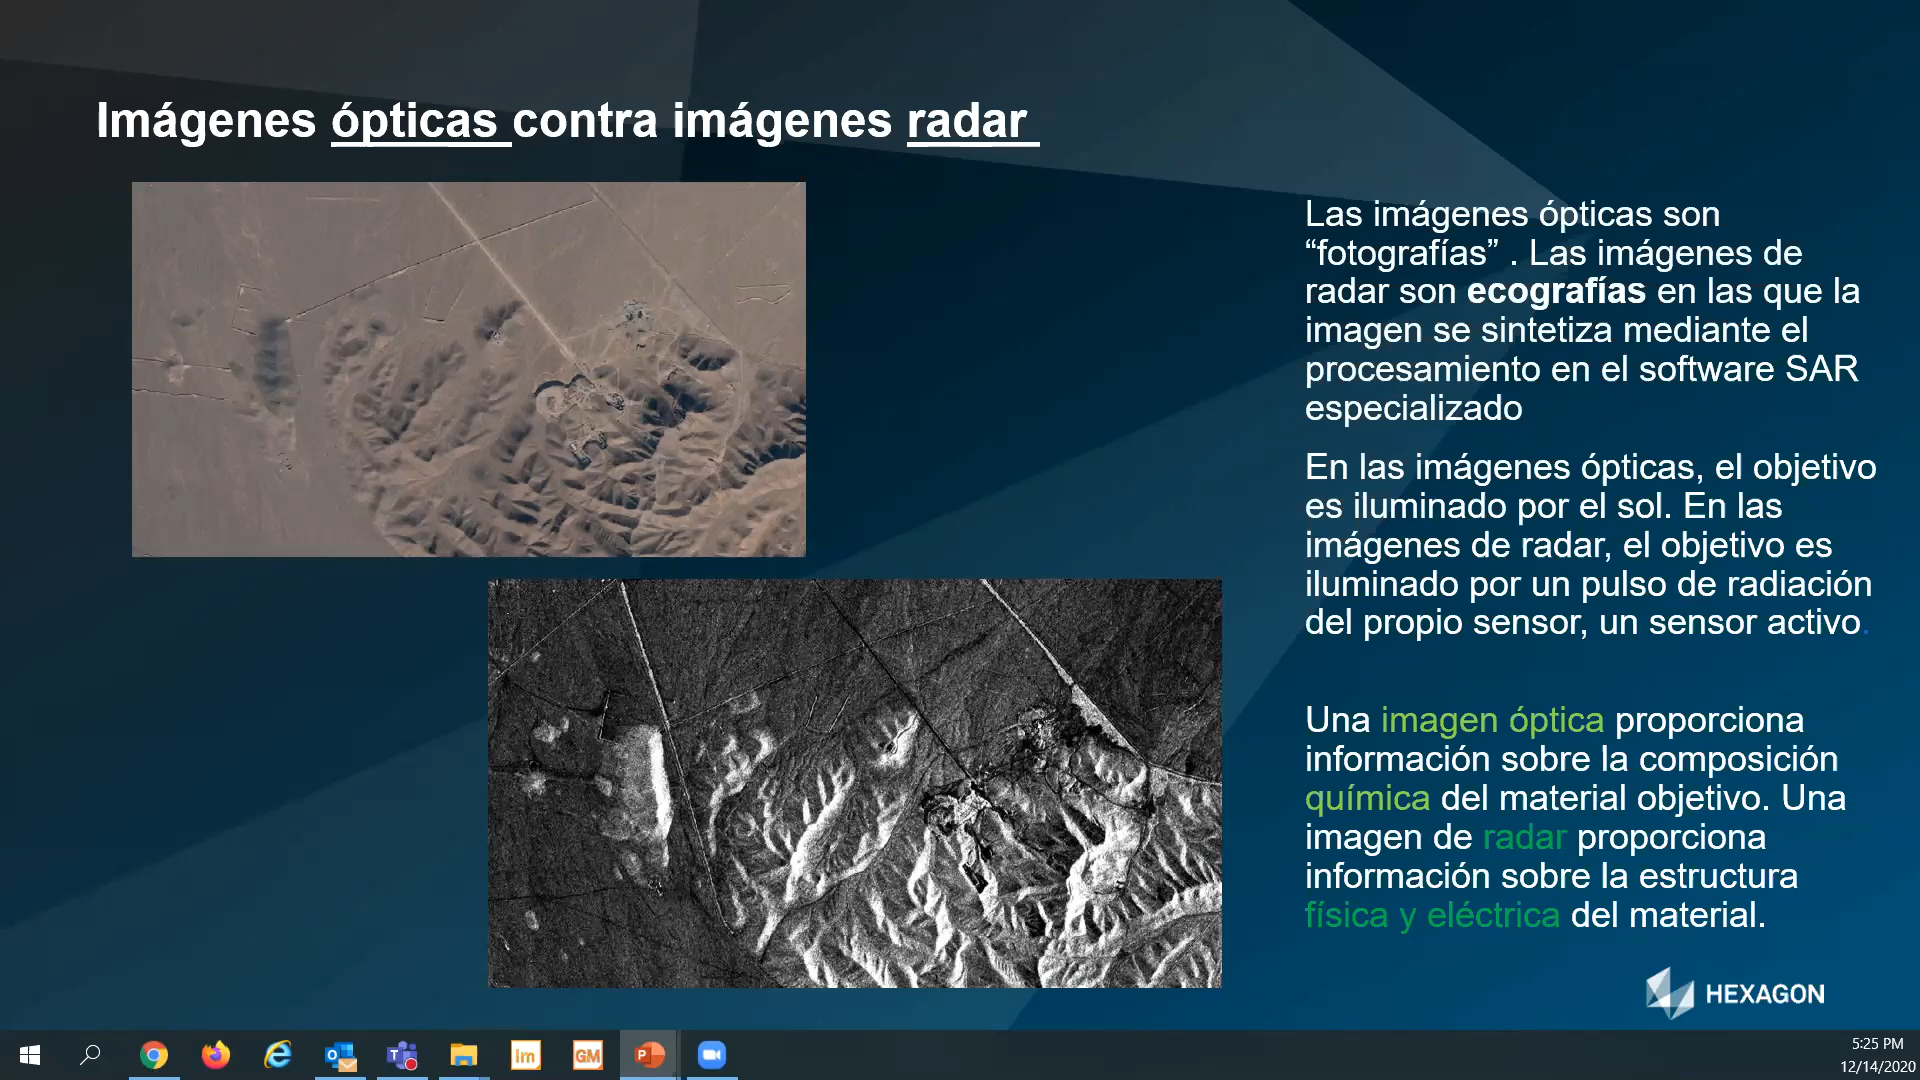 Imágenes ópticas contra imágenes radar
Las imágenes ópticas son
“fotografías” . Las imágenes de
radar son ecografías en las que la
imagen se sintetiza mediante el
procesamiento en el software SAR
especializado
En las imágenes ópticas, el objetivo
es iluminado por el sol. En las
imágenes de radar, el objetivo es
iluminado por un pulso de radiación
del propio sensor, un sensor activo.
Una imagen óptica proporciona
información sobre la composición
química del material objetivo. Una
imagen de radar proporciona
información sobre la estructura
física y eléctrica del material.
HEXAGON
Im
GM
5:25 PM
12/14/2020